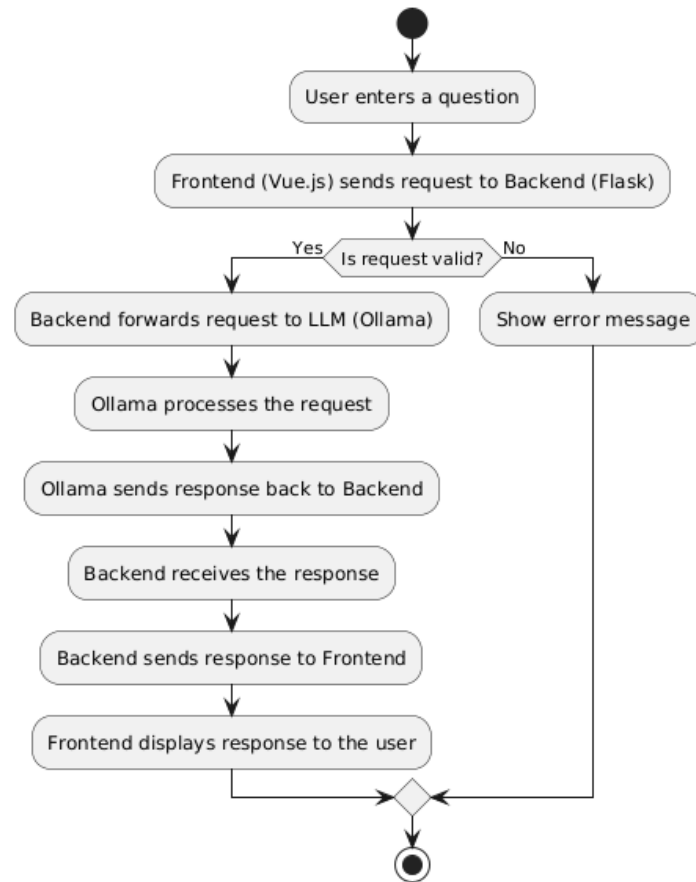 User enters a question
Frontend (Vue.js) sends request to Backend (Flask)
Yes
Is request valid?
No
Backend forwards request to LLM (Ollama)
Show error message
Ollama processes the request
Ollama sends response back to Backend
Backend receives the response
Backend sends response to Frontend
Frontend displays response to the user